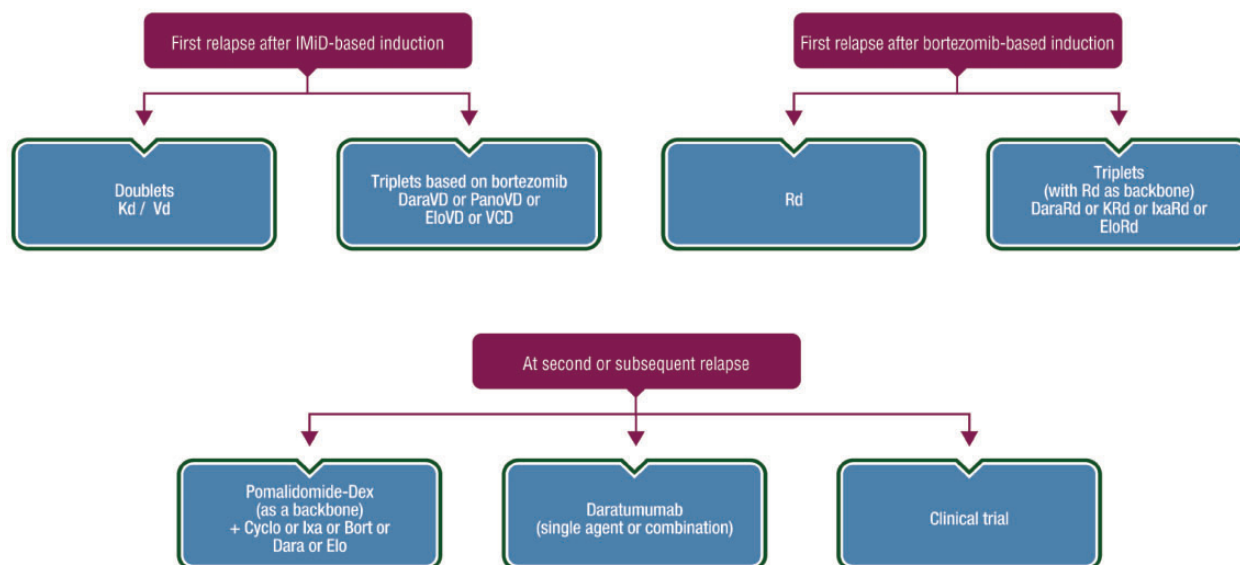 First relapse after IMiD-based induction
First relapse after bortezomib-based induction
Doublets
Kd / Vd
Triplets based on bortezomib
DaraVD or PanoVD or
EloVD or VCD
Rd
Triplets
(with Rd as backbone)
DaraRd or KRd or IxaRd or
EloRd
At second or subsequent relapse
Pomalidomide-Dex
(as a backbone)
+ Cyclo or Ixa or Bort or
Dara or Elo
Daratumumab
(single agent or combination)
Clinical trial